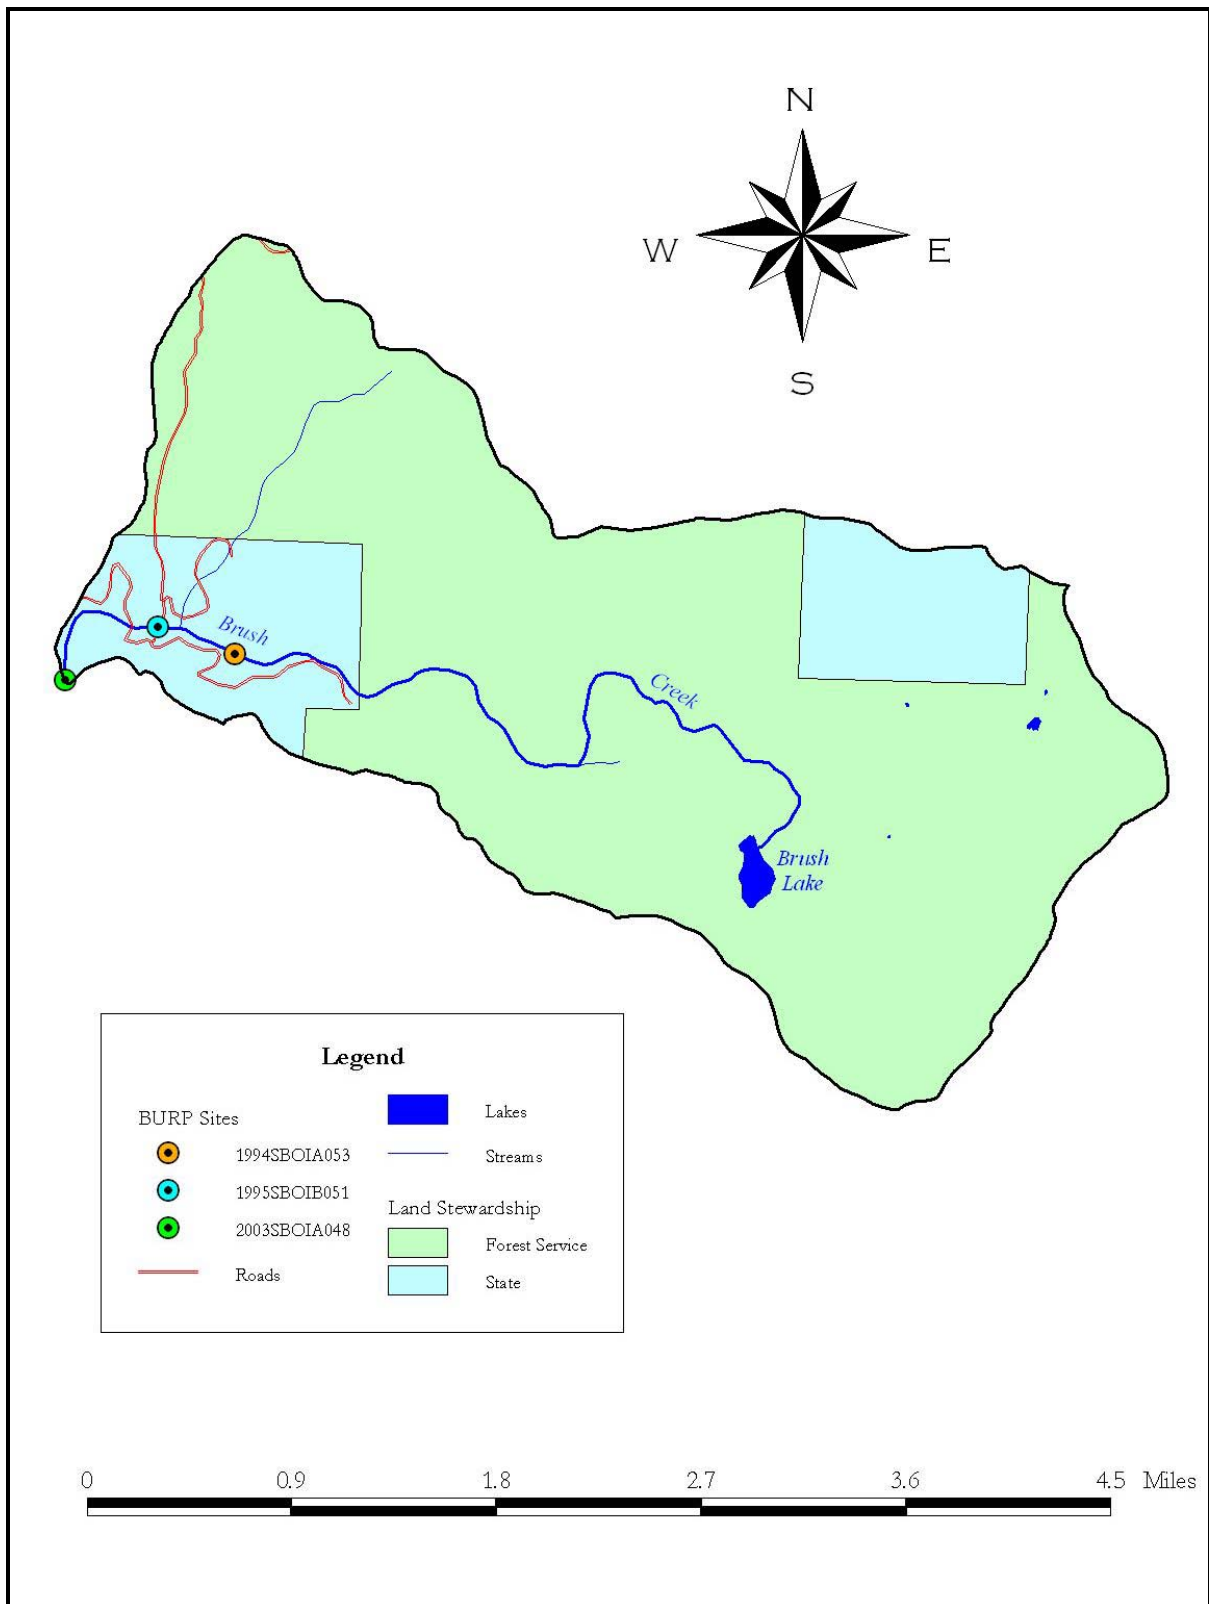 N
W
E
S
Brush
Creek
Brush
Lake
Legend
BURP Sites
1994SBOIA053
1995SBOIB051
2003SBOIA048
Roads
Lakes
Streams
Land Stewardship
Forest Service
State
0 0.9 1.8 2.7 3.6 4.5 Miles